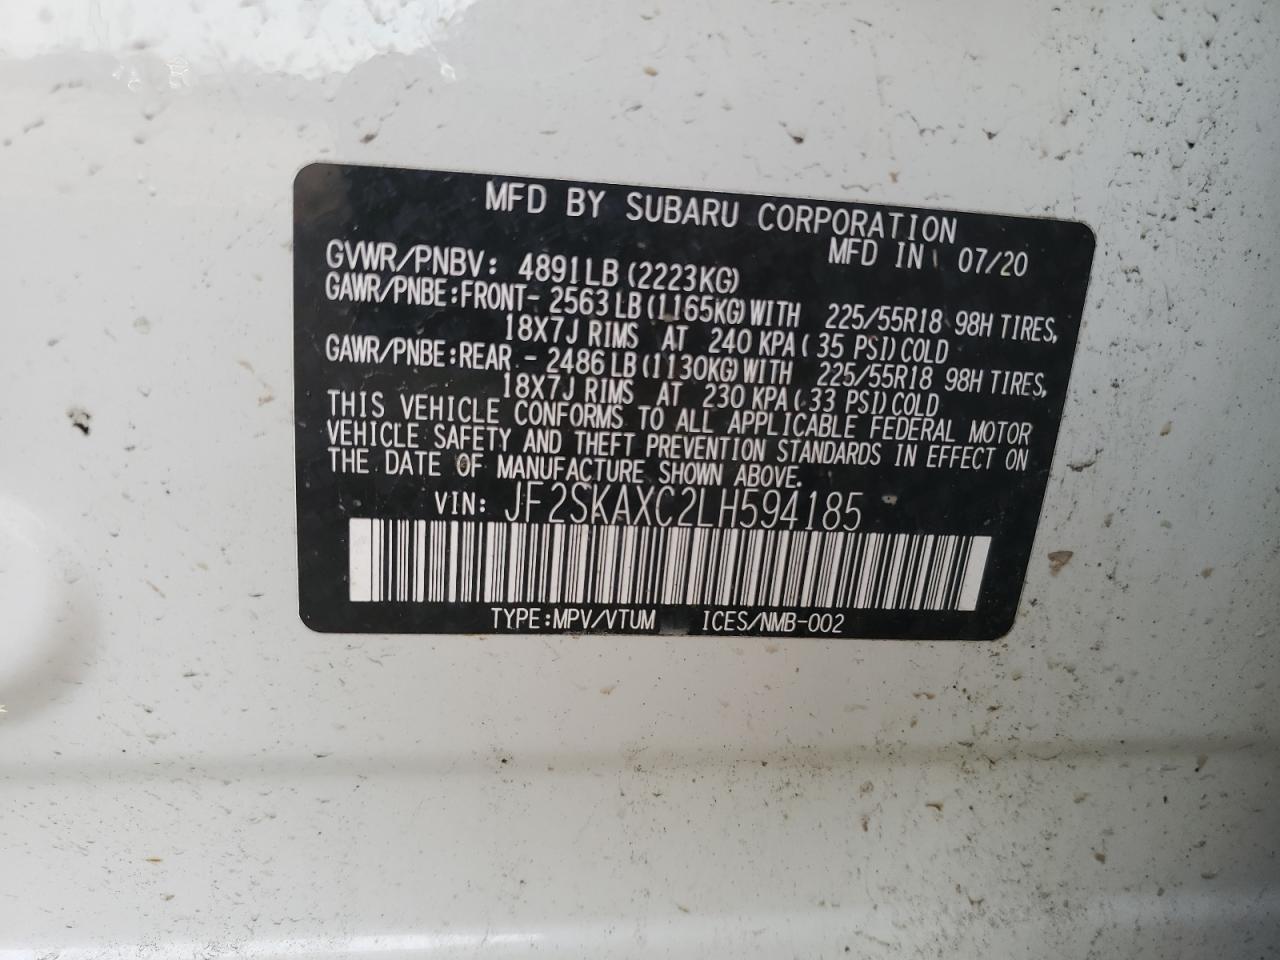 MFD BY SUBARU CORPORATION
MFD IN 07/20
GVWR/PNBV: 4891LB(2223KG)
GAWR/PNBE:FRONT- 2563LB(1165KG)WITH 225/55R18 98H TIRES,
18X7J RIMS AT 240 KPA( 35 PSI)COLD
GAWR/PNBE:REAR - 2486LB(1130KG)WITH 225/55R18 98H TIRES,
18X7J RIMS AT 230 KPA( 33 PSI)COLD
THIS VEHICLE CONFORMS TO ALL APPLICABLE FEDERAL MOTOR
VEHICLE SAFETY AND THEFT PREVENTION STANDARDS IN EFFECT ON
THE DATE OF MANUFACTURE SHOWN ABOVE.
VIN: JF2SKAXC2LH594185
TYPE:MPV/VTUM ICES/NMB-002